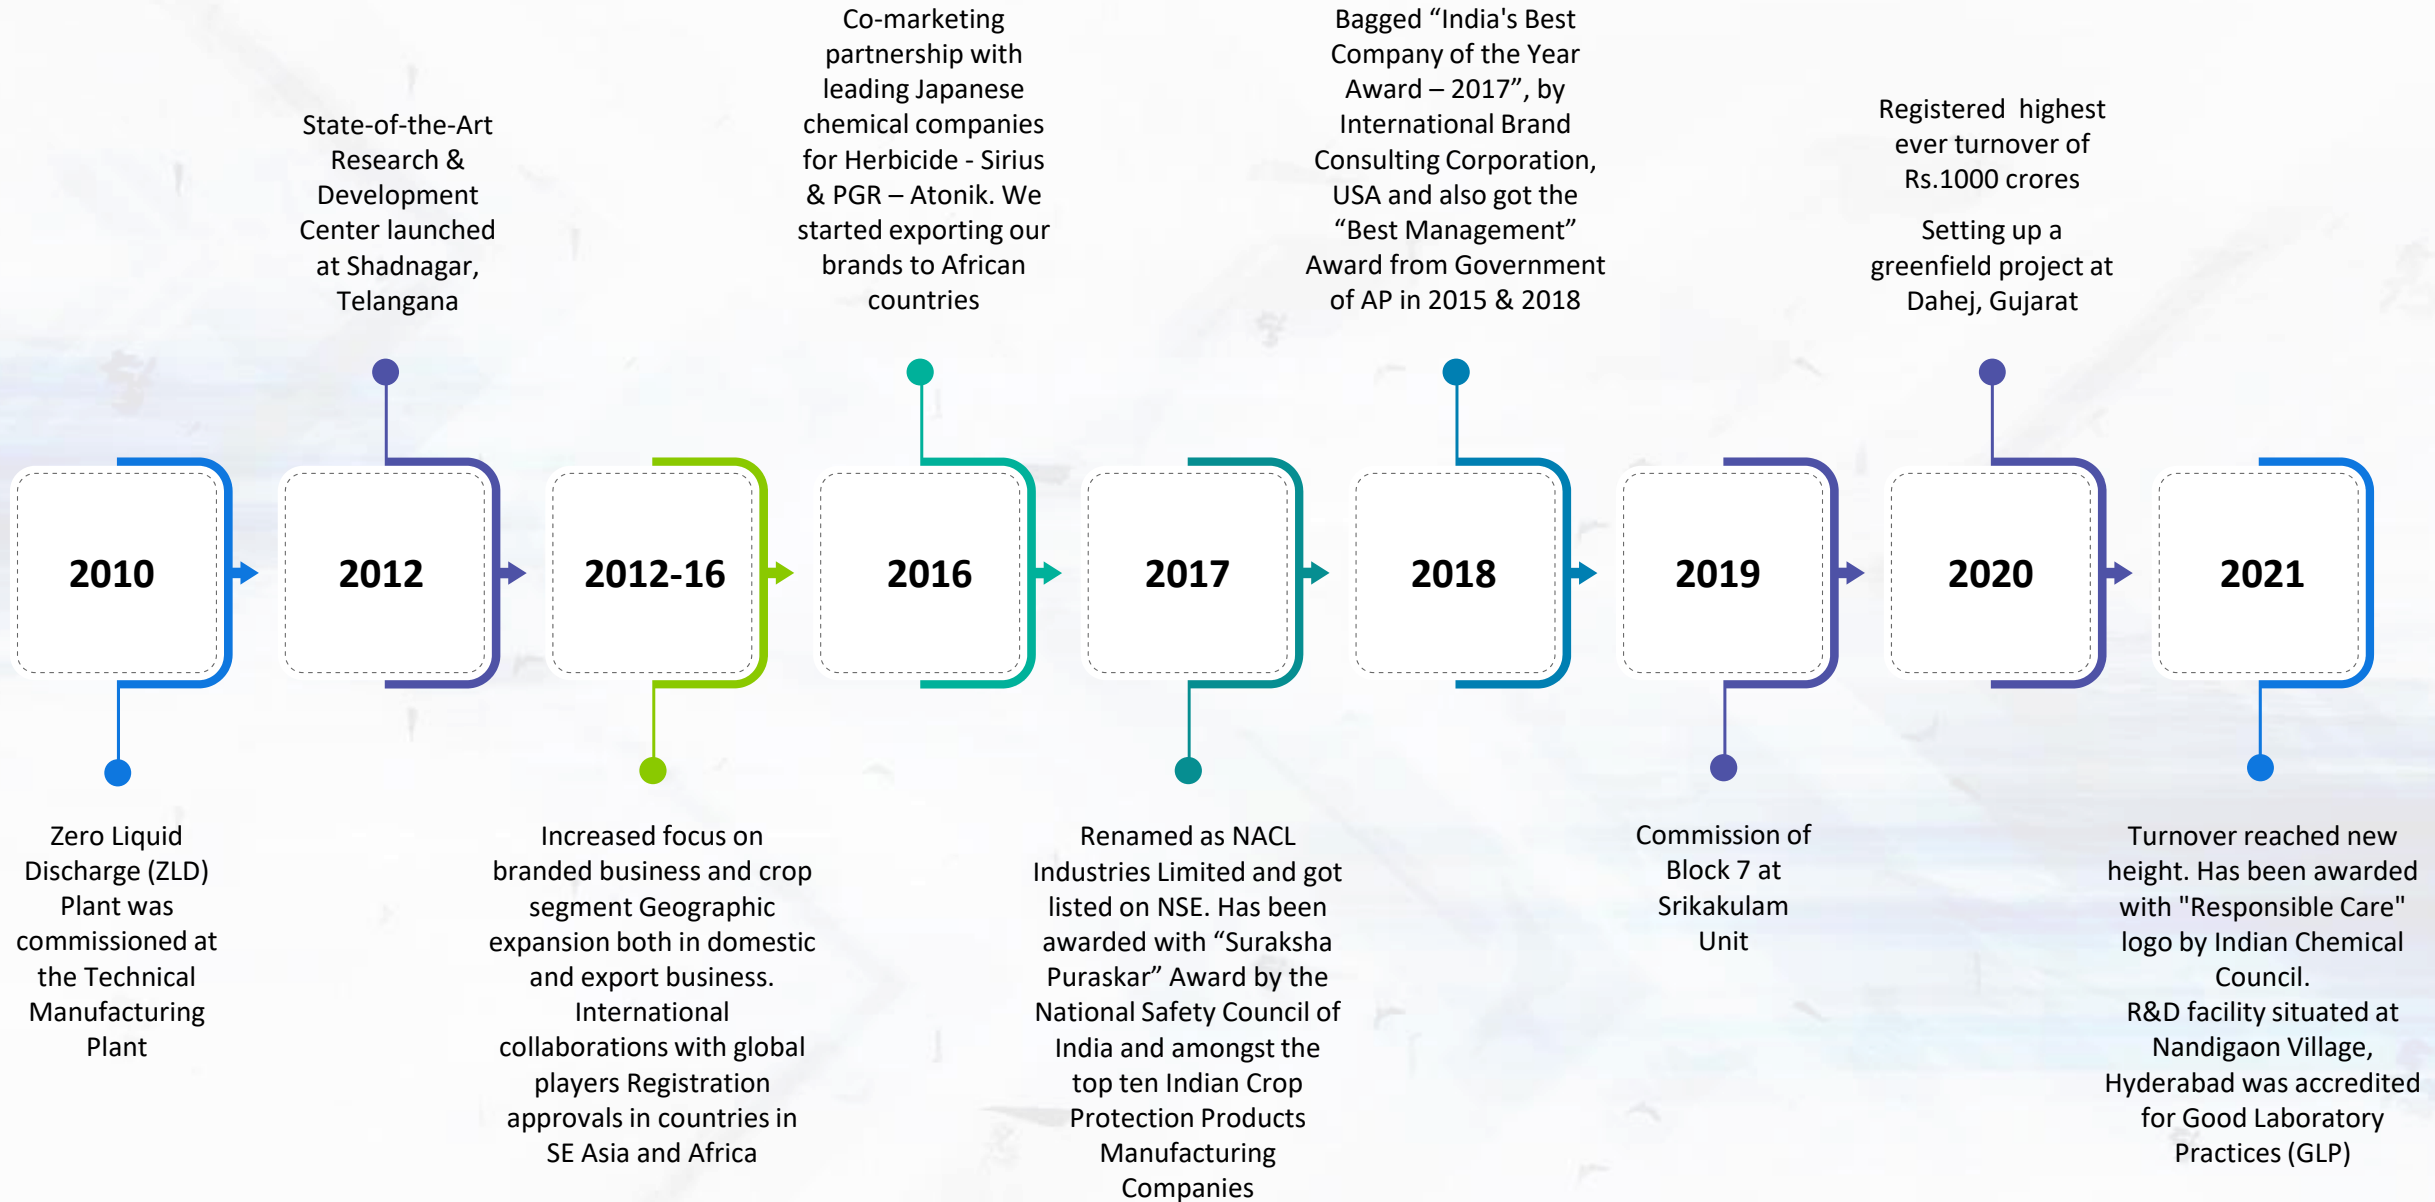 Co-marketing
partnership with
leading Japanese
chemical companies
for Herbicide - Sirius
& PGR – Atonik. We
started exporting our
brands to African
countries
Bagged “India's Best
Company of the Year
Award – 2017”, by
International Brand
Consulting Corporation,
USA and also got the
“Best Management”
Award from Government
of AP in 2015 & 2018
State-of-the-Art
Research &
Development
Center launched
at Shadnagar,
Telangana
Registered  highest
ever turnover of
Rs.1000 crores
Setting up a
greenfield project at
Dahej, Gujarat
2010
2012
2012-16
2016
2017
2018
2019
2020
2021
Zero Liquid
Discharge (ZLD)
Plant was
commissioned at
the Technical
Manufacturing
Plant
Increased focus on
branded business and crop
segment Geographic
expansion both in domestic
and export business.
International
collaborations with global
players Registration
approvals in countries in
SE Asia and Africa
Renamed as NACL
Industries Limited and got
listed on NSE. Has been
awarded with “Suraksha
Puraskar” Award by the
National Safety Council of
India and amongst the
top ten Indian Crop
Protection Products
Manufacturing
Companies
Commission of
Block 7 at
Srikakulam
Unit
Turnover reached new
height. Has been awarded
with "Responsible Care"
logo by Indian Chemical
Council.
R&D facility situated at
Nandigaon Village,
Hyderabad was accredited
for Good Laboratory
Practices (GLP)